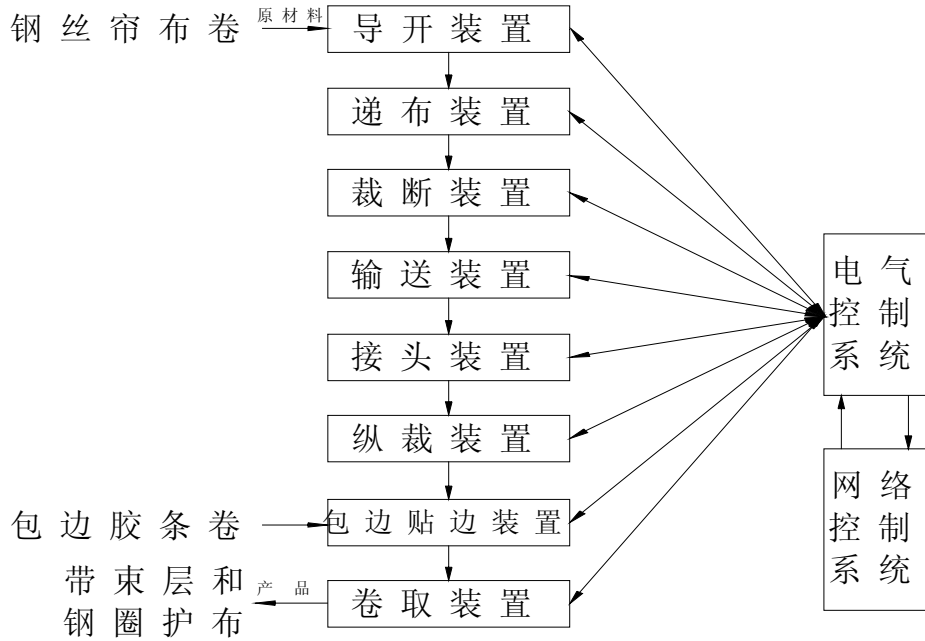 钢丝帘布卷
原材料
导开装置
递布装置
裁断装置
输送装置
接头装置
纵裁装置
包边胶条卷
包边贴边装置
带束层和
钢圈护布
产品
卷取装置
电气
控制
系统
网络
控制
系统